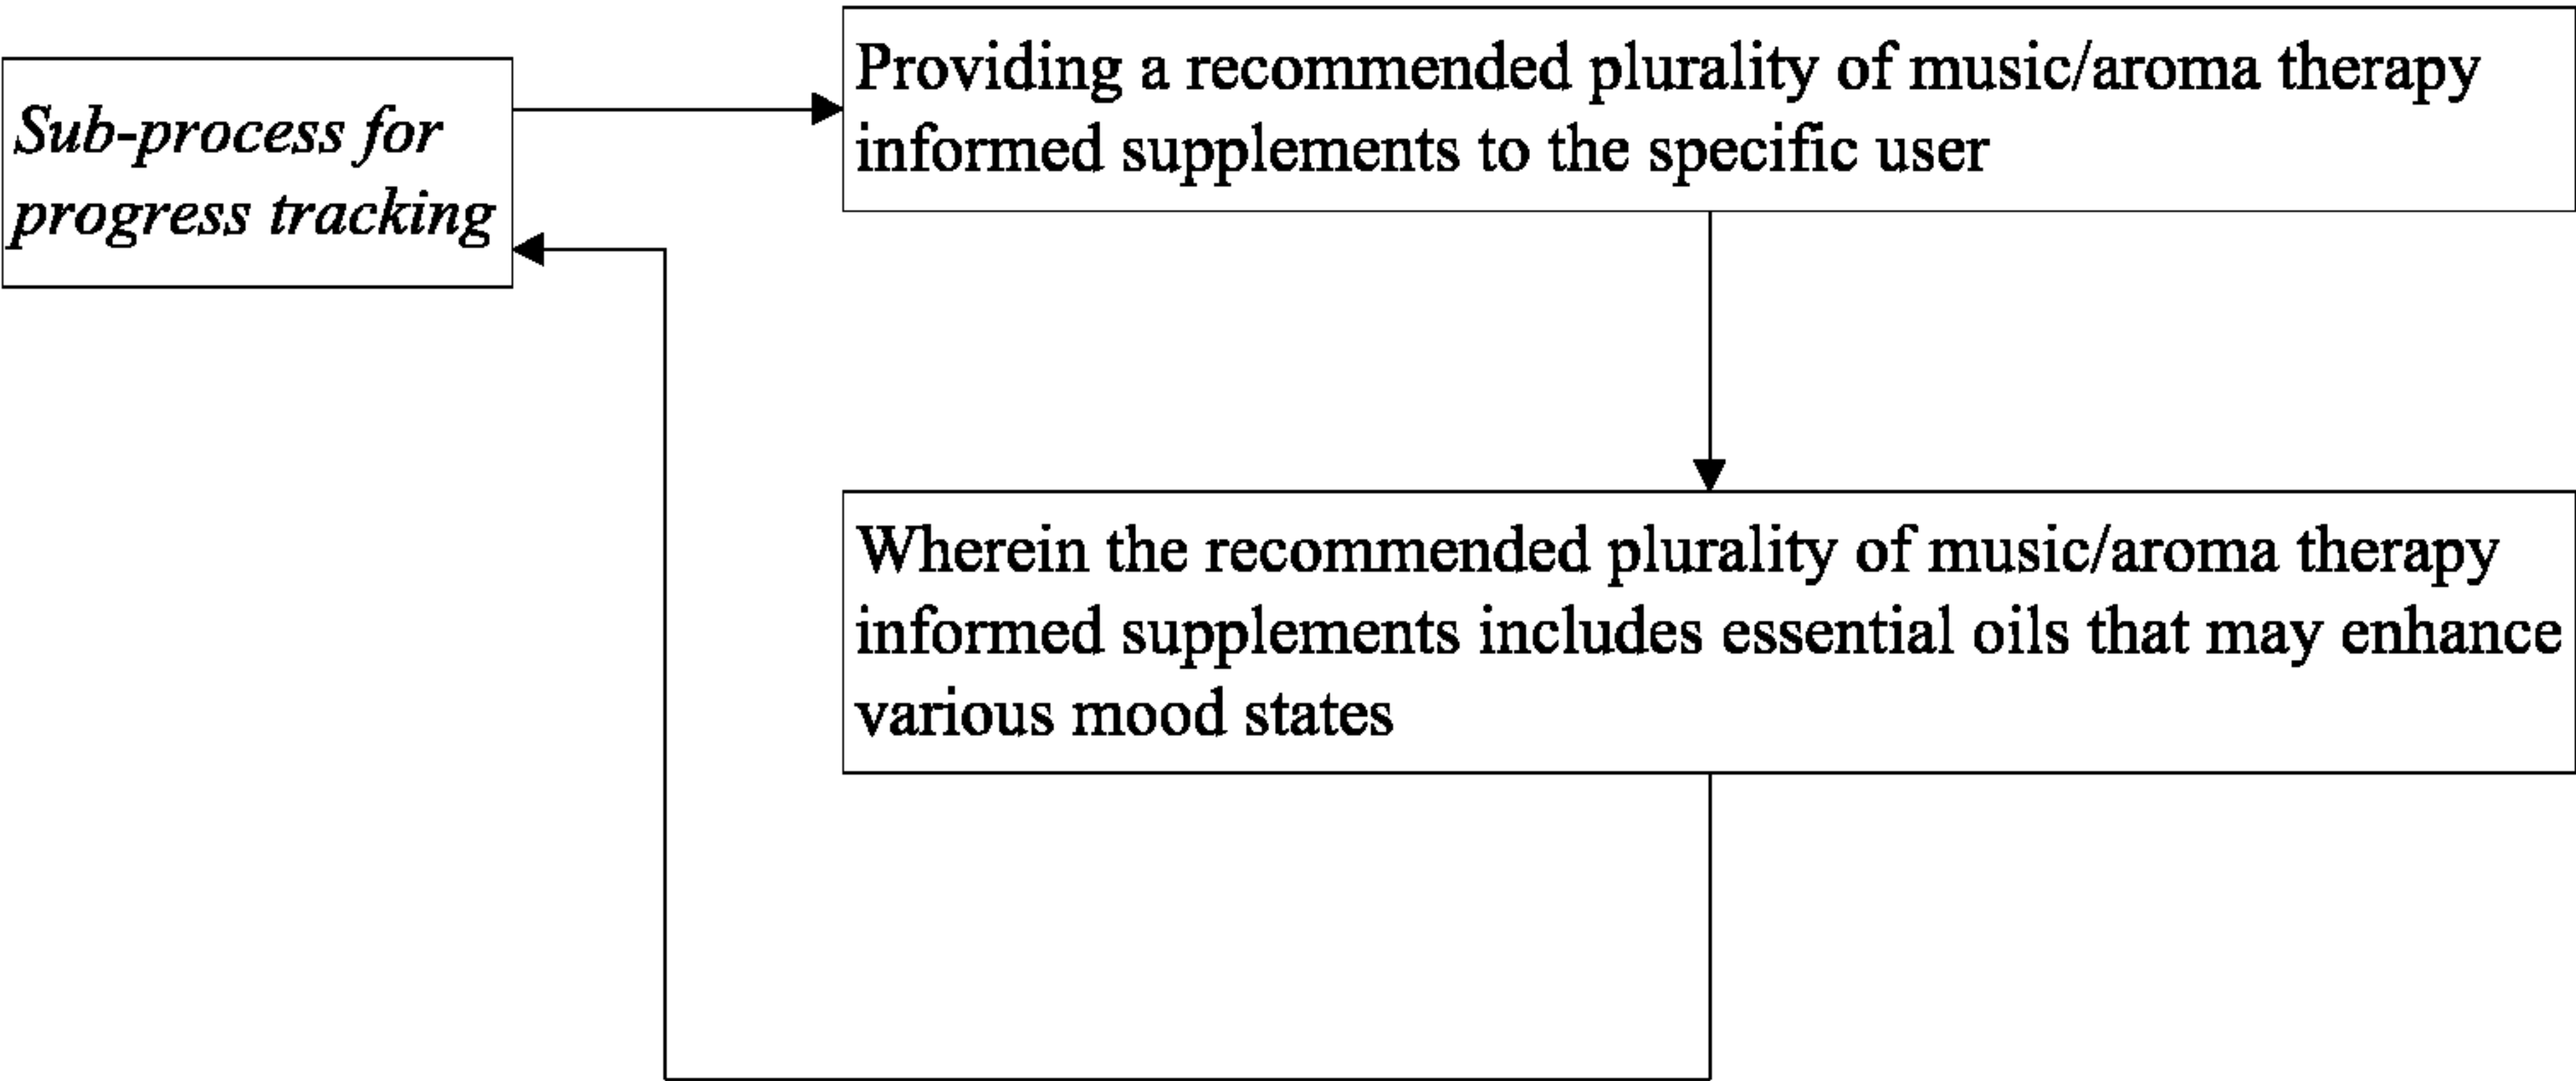 Sub-process for
progress tracking
Providing a recommended plurality of music/aroma therapy
informed supplements to the specific user
Wherein the recommended plurality of music/aroma therapy
informed supplements includes essential oils that may enhance
various mood states